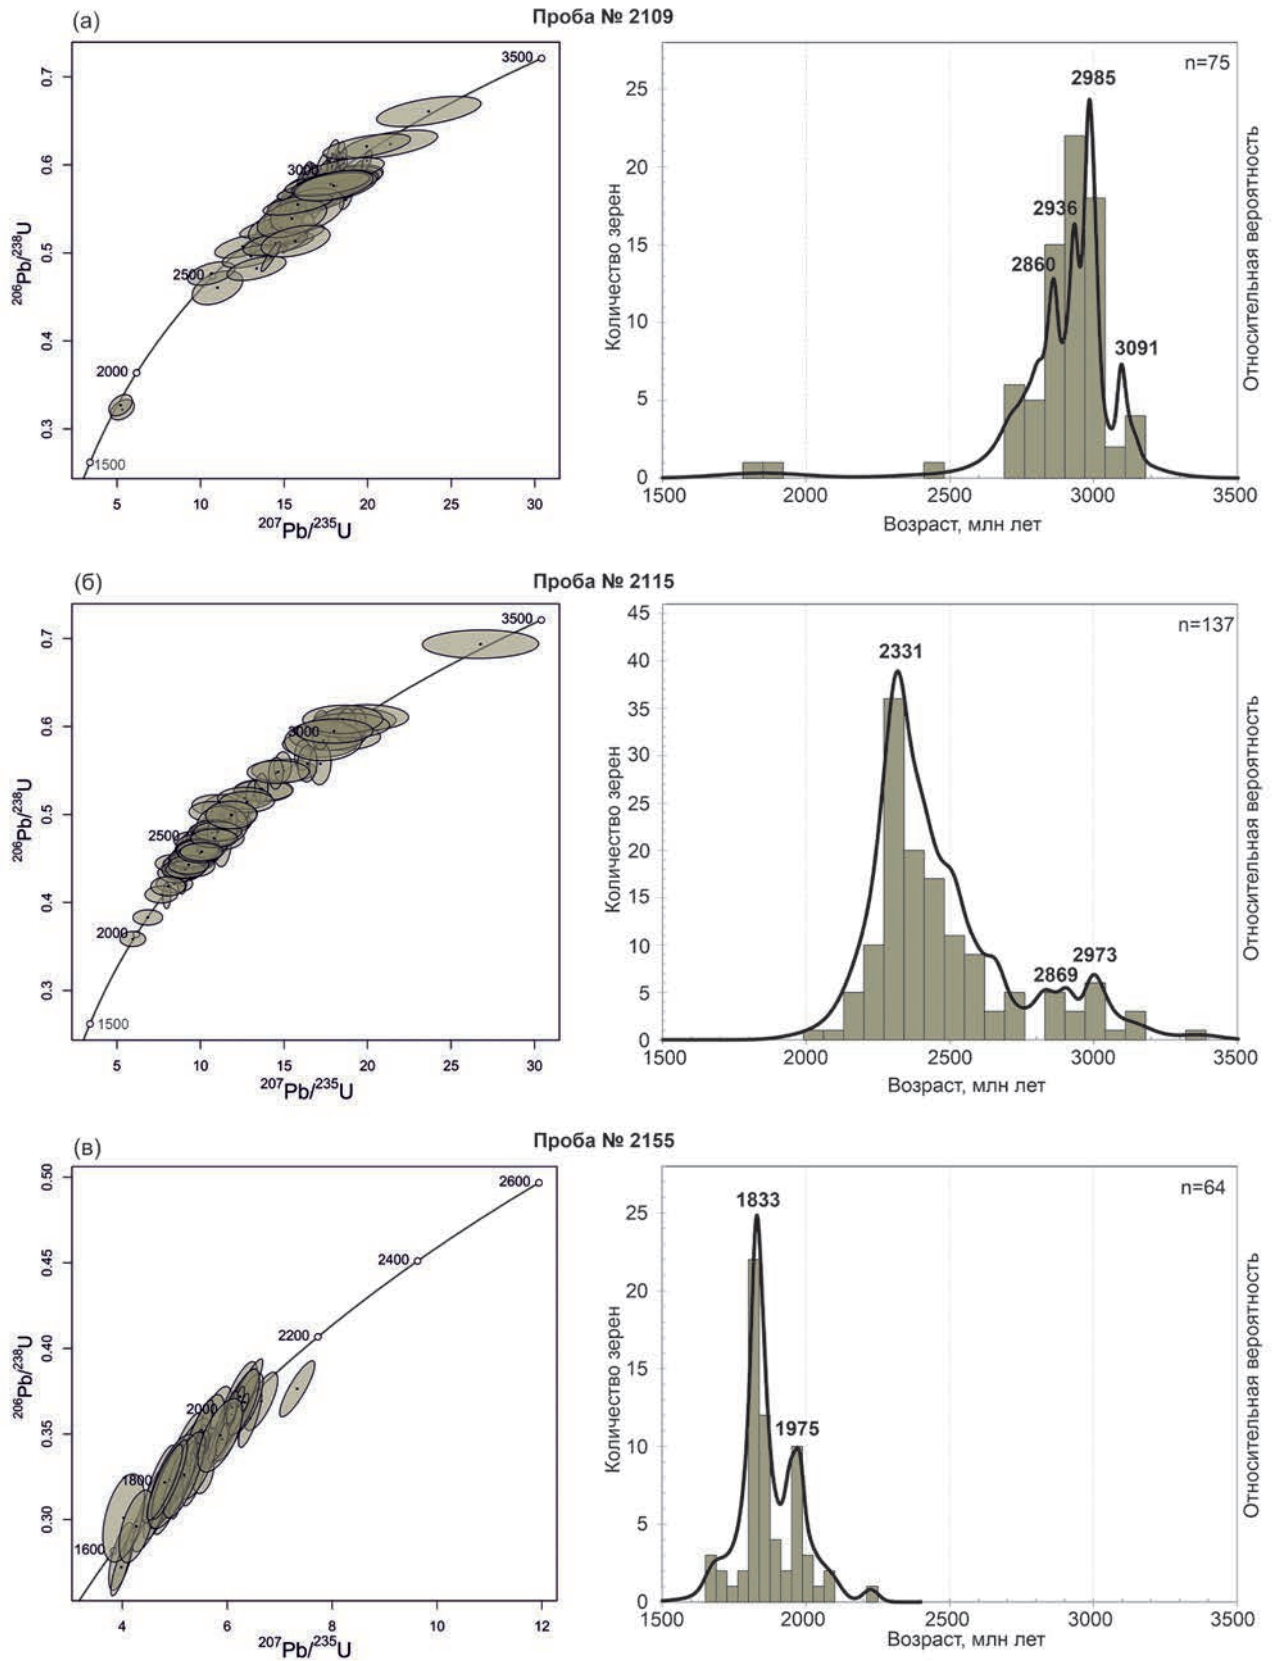 (а)
Проба № 2109
3500
3000
2500
2000
1500
0.7
0.6
0.5
0.4
0.3
²⁰⁶Pb/²³⁸U
5 10 15 20 25 30
²⁰⁷Pb/²³⁵U
n=75
2985
2936
2860
3091
25
20
15
10
5
0
Количество зерен
Относительная вероятность
1500 2000 2500 3000 3500
Возраст, млн лет
(б)
Проба № 2115
3500
3000
2500
2000
1500
0.7
0.6
0.5
0.4
0.3
²⁰⁶Pb/²³⁸U
5 10 15 20 25 30
²⁰⁷Pb/²³⁵U
n=137
2331
2869
2973
45
40
35
30
25
20
15
10
5
0
Количество зерен
Относительная вероятность
1500 2000 2500 3000 3500
Возраст, млн лет
(в)
Проба № 2155
2600
2400
2200
2000
1800
1600
0.50
0.45
0.40
0.35
0.30
²⁰⁶Pb/²³⁸U
4 6 8 10 12
²⁰⁷Pb/²³⁵U
n=64
1833
1975
25
20
15
10
5
0
Количество зерен
Относительная вероятность
1500 2000 2500 3000 3500
Возраст, млн лет